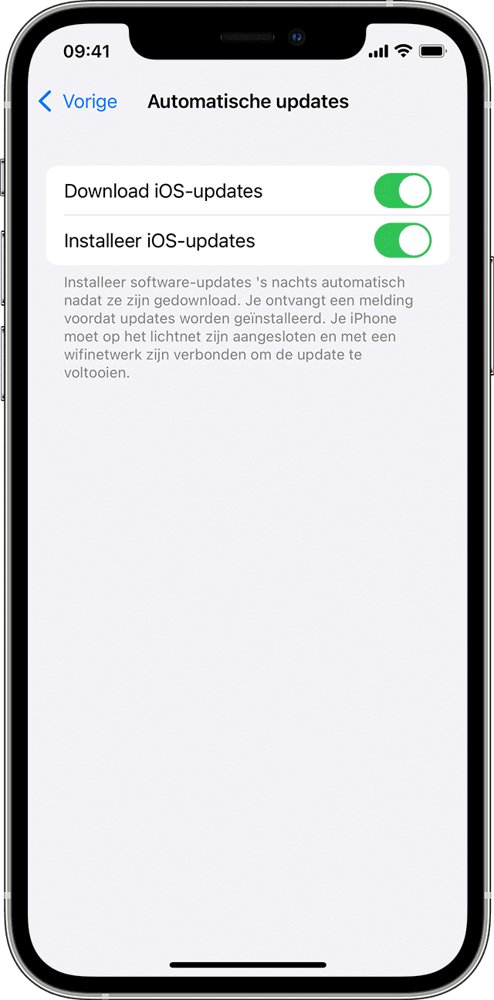 09:41
Vorige Automatische updates
Download iOS-updates
Installeer iOS-updates
Installeer software-updates 's nachts automatisch
nadat ze zijn gedownload. Je ontvangt een melding
voordat updates worden geïnstalleerd. Je iPhone
moet op het lichtnet zijn aangesloten en met een
wifinetwerk zijn verbonden om de update te
voltooien.